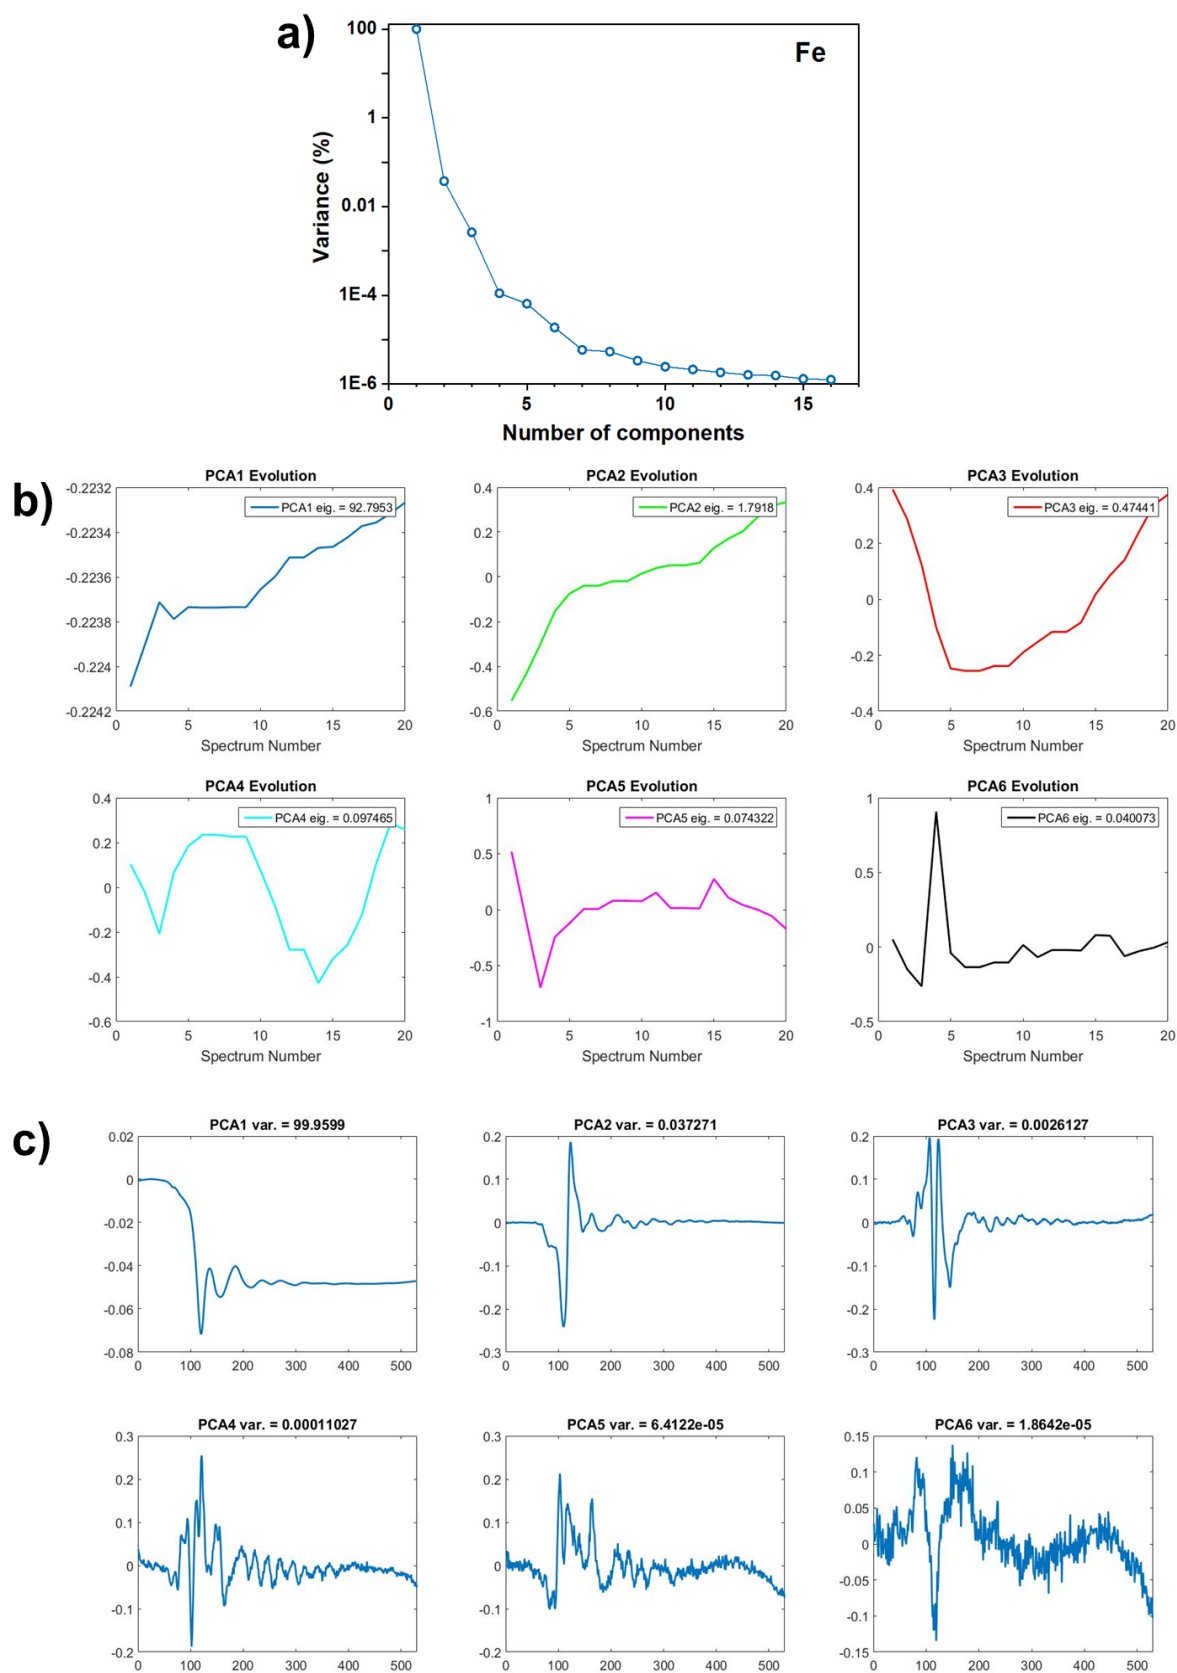 a)
Fe
Variance (%)
100
1
0.01
1E-4
1E-6
0 5 10 15
Number of components
b)
PCA1 Evolution
PCA1 eig. = 92.7953
-0.2232
-0.2234
-0.2236
-0.2238
-0.224
-0.2242
0 5 10 15 20
Spectrum Number
PCA2 Evolution
PCA2 eig. = 1.7918
0.4
0.2
0
-0.2
-0.4
-0.6
0 5 10 15 20
Spectrum Number
PCA3 Evolution
PCA3 eig. = 0.47441
0.4
0.2
0
-0.2
-0.4
0 5 10 15 20
Spectrum Number
PCA4 Evolution
PCA4 eig. = 0.097465
0.4
0.2
0
-0.2
-0.4
-0.6
0 5 10 15 20
Spectrum Number
PCA5 Evolution
PCA5 eig. = 0.074322
1
0.5
0
-0.5
-1
0 5 10 15 20
Spectrum Number
PCA6 Evolution
PCA6 eig. = 0.040073
1
0.5
0
-0.5
0 5 10 15 20
Spectrum Number
c)
PCA1 var. = 99.9599
0.02
0
-0.02
-0.04
-0.06
-0.08
0 100 200 300 400 500
PCA2 var. = 0.037271
0.2
0.1
0
-0.1
-0.2
-0.3
0 100 200 300 400 500
PCA3 var. = 0.0026127
0.2
0.1
0
-0.1
-0.2
-0.3
0 100 200 300 400 500
PCA4 var. = 0.00011027
0.3
0.2
0.1
0
-0.1
-0.2
0 100 200 300 400 500
PCA5 var. = 6.4122e-05
0.3
0.2
0.1
0
-0.1
-0.2
0 100 200 300 400 500
PCA6 var. = 1.8642e-05
0.15
0.1
0.05
0
-0.05
-0.1
-0.15
0 100 200 300 400 500